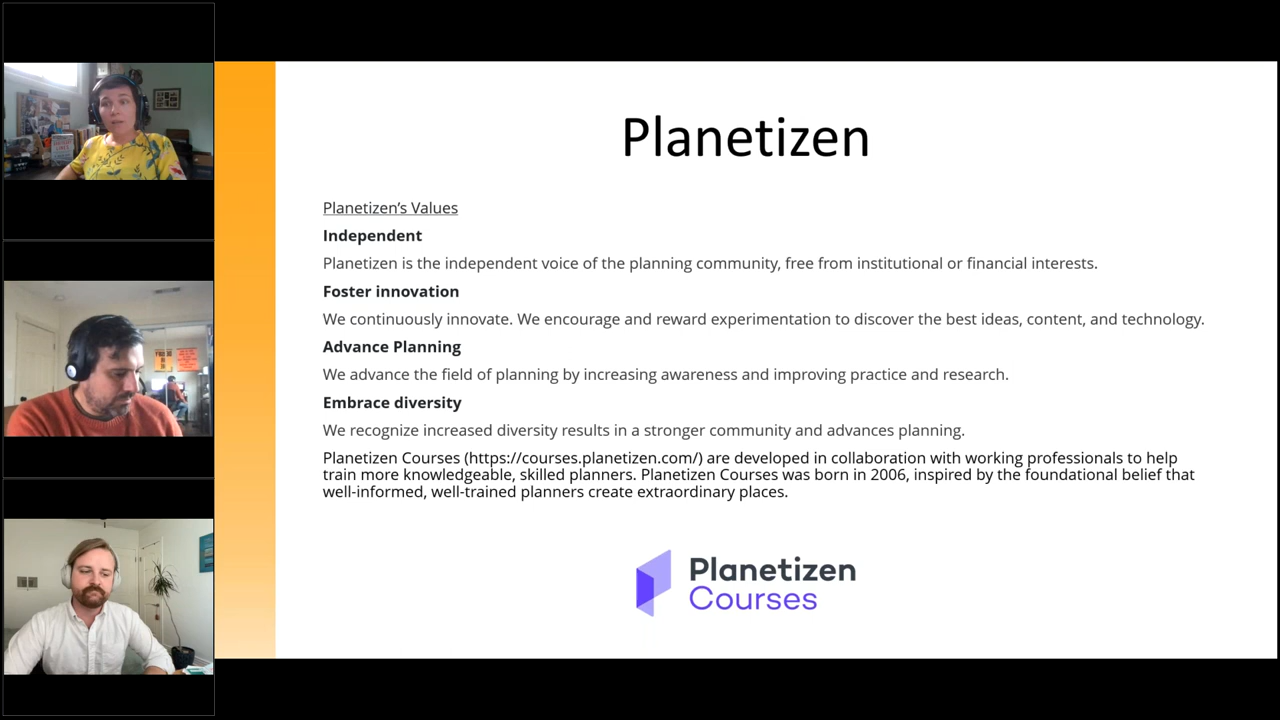 Planetizen
Planetizen's Values
Independent
Planetizen is the independent voice of the planning community, free from institutional or financial interests.
Foster innovation
We continuously innovate. We encourage and reward experimentation to discover the best ideas, content, and technology.
Advance Planning
We advance the field of planning by increasing awareness and improving practice and research.
Embrace diversity
We recognize increased diversity results in a stronger community and advances planning.
Planetizen Courses (https://courses.planetizen.com/) are developed in collaboration with working professionals to help
train more knowledgeable, skilled planners. Planetizen Courses was born in 2006, inspired by the foundational belief that
well-informed, well-trained planners create extraordinary places.
Planetizen
Courses